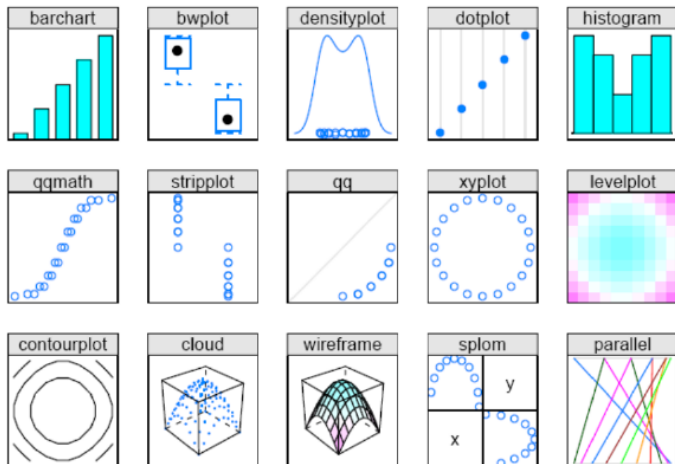 barchart
bwplot
densityplot
dotplot
histogram
qqmath
stripplot
qq
xyplot
levelplot
contourplot
cloud
wireframe
splom
parallel
y
x